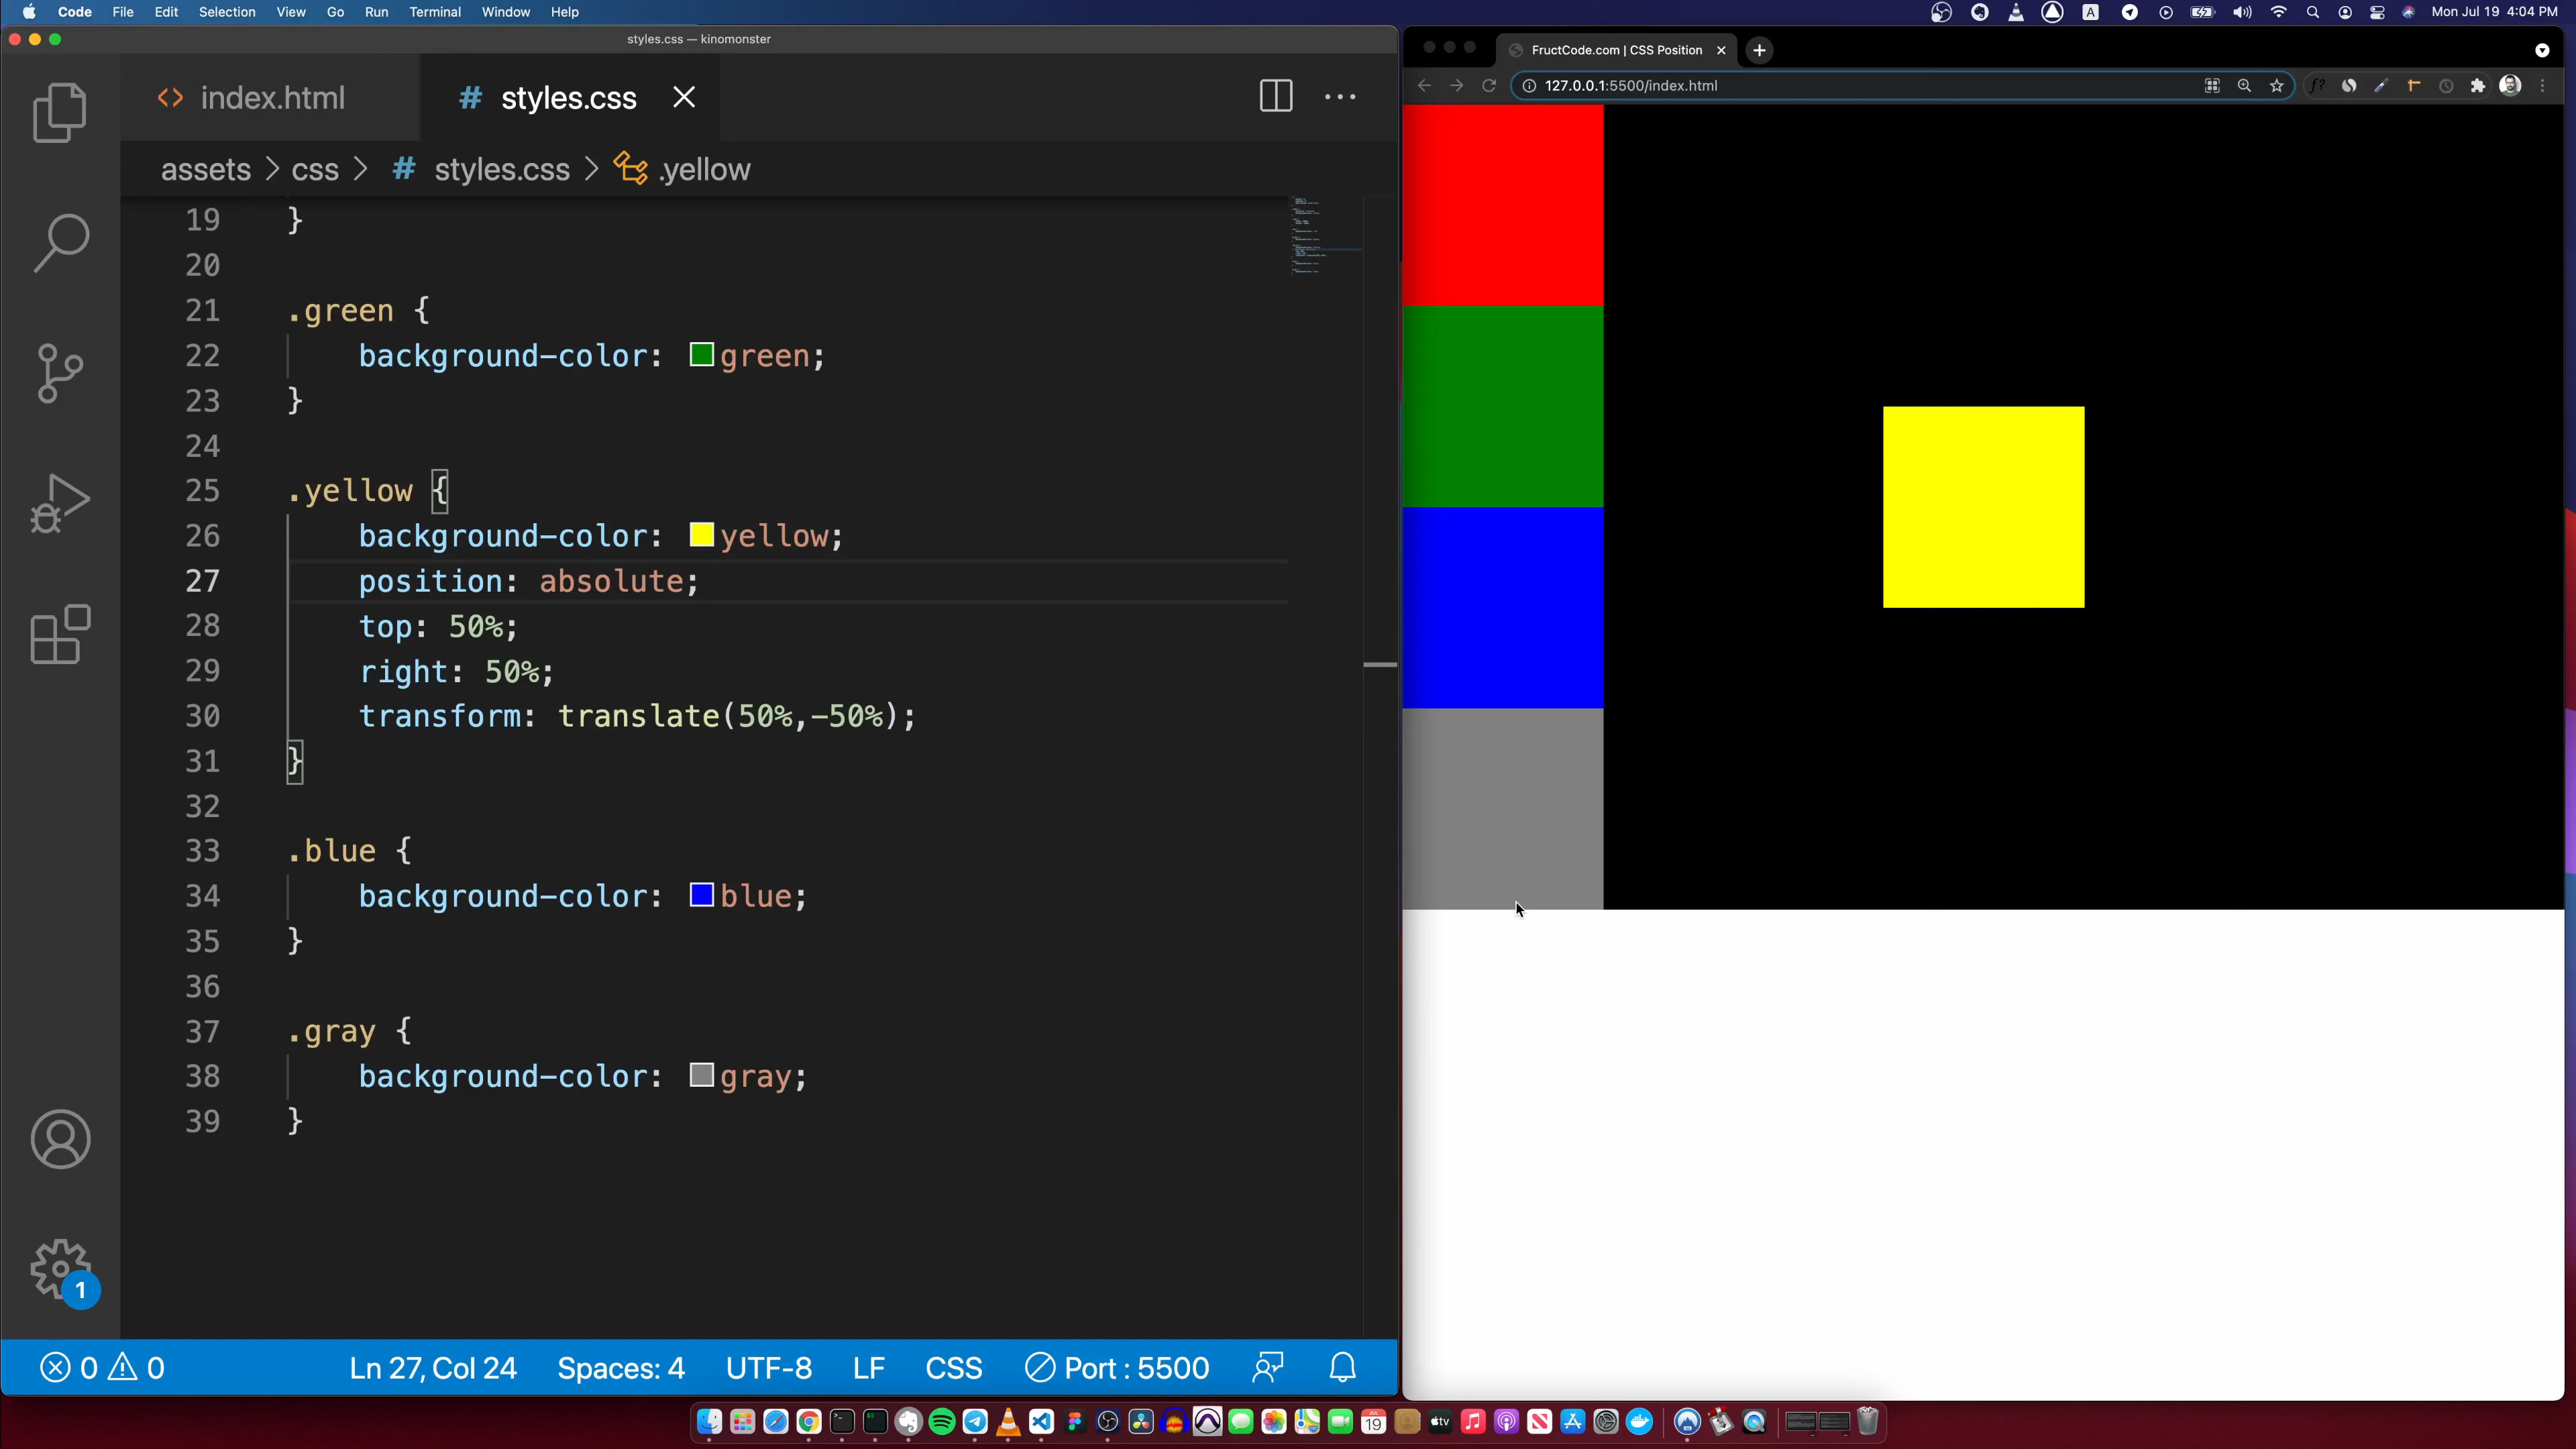 Code File Edit Selection View Go Run Terminal Window Help
A
Mon Jul 19 4:04 PM
styles.css — kinomonster
index.html
# styles.css
assets > css > # styles.css > .yellow
19 }
20
21 .green {
22 background-color: green;
23 }
24
25 .yellow {
26 background-color: yellow;
27 position: absolute;
28 top: 50%;
29 right: 50%;
30 transform: translate(50%,-50%);
31 }
32
33 .blue {
34 background-color: blue;
35 }
36
37 .gray {
38 background-color: gray;
39 }
1
0 0 Ln 27, Col 24 Spaces: 4 UTF-8 LF CSS Port : 5500
FructCode.com | CSS Position
127.0.0.1:5500/index.html
f?
JUL
19
tv